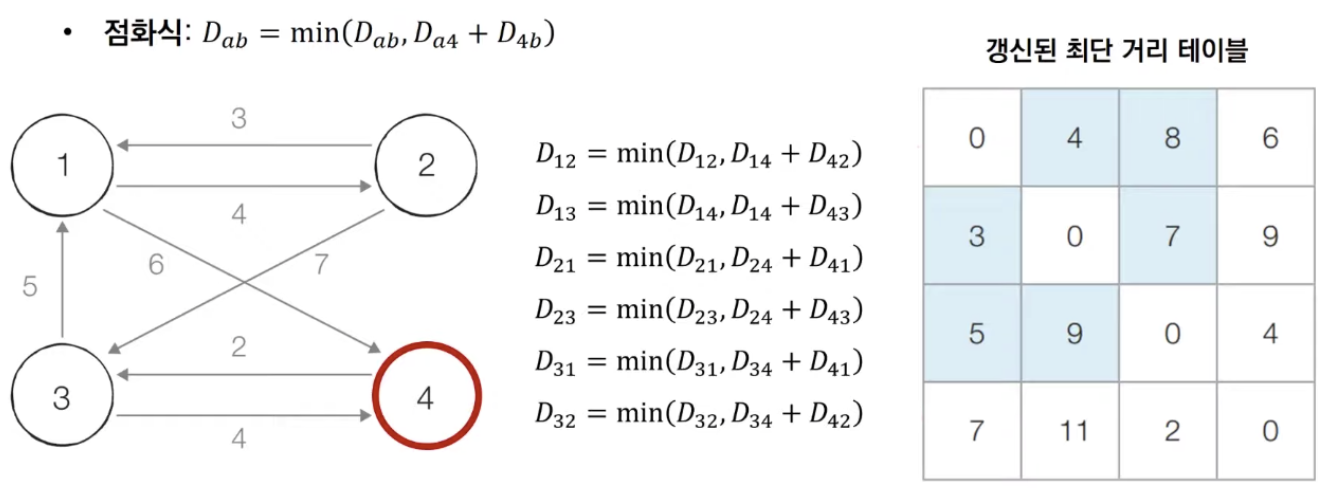 • 점화식: D_ab = min(D_ab, D_a4 + D_4b)
갱신된 최단 거리 테이블
1
2
3
4
3
4
6
7
5
2
4
D_12 = min(D_12, D_14 + D_42)
D_13 = min(D_14, D_14 + D_43)
D_21 = min(D_21, D_24 + D_41)
D_23 = min(D_23, D_24 + D_43)
D_31 = min(D_31, D_34 + D_41)
D_32 = min(D_32, D_34 + D_42)
0 4 8 6
3 0 7 9
5 9 0 4
7 11 2 0